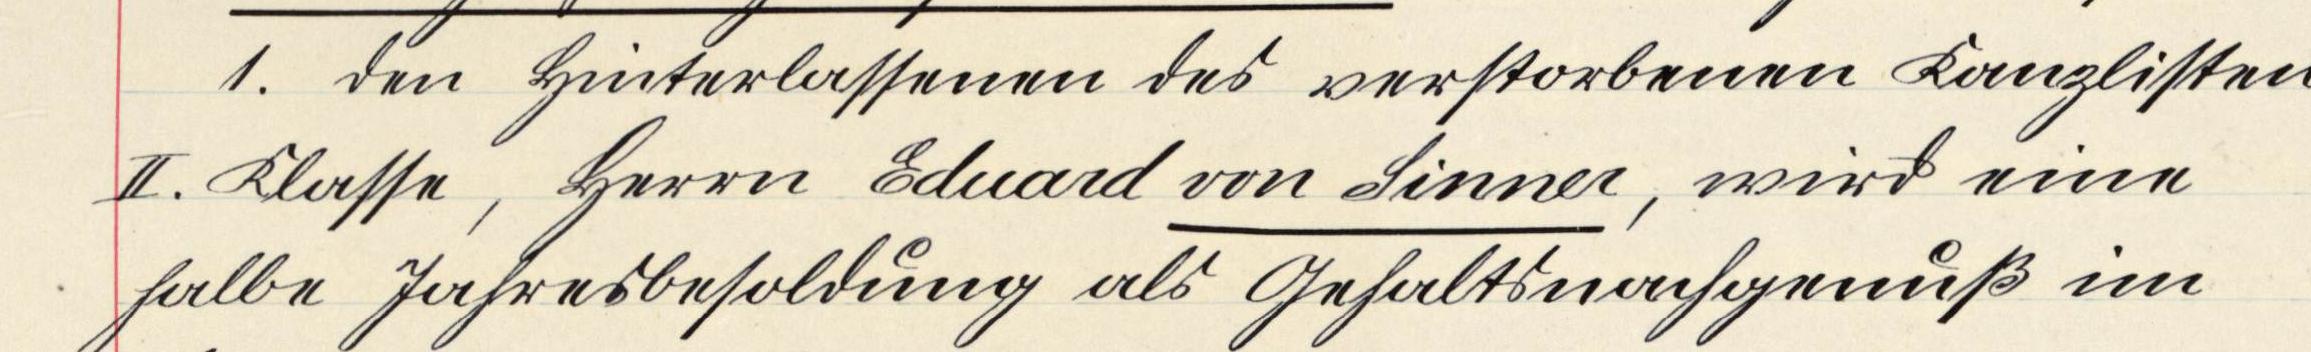 1. den Hinterlassenen des verstorbenen Kanzlisten
II. Klasse, Herrn Eduard von Sinner, wird eine
halbe Jahresbesoldung als Gehaltsnachgenuß im